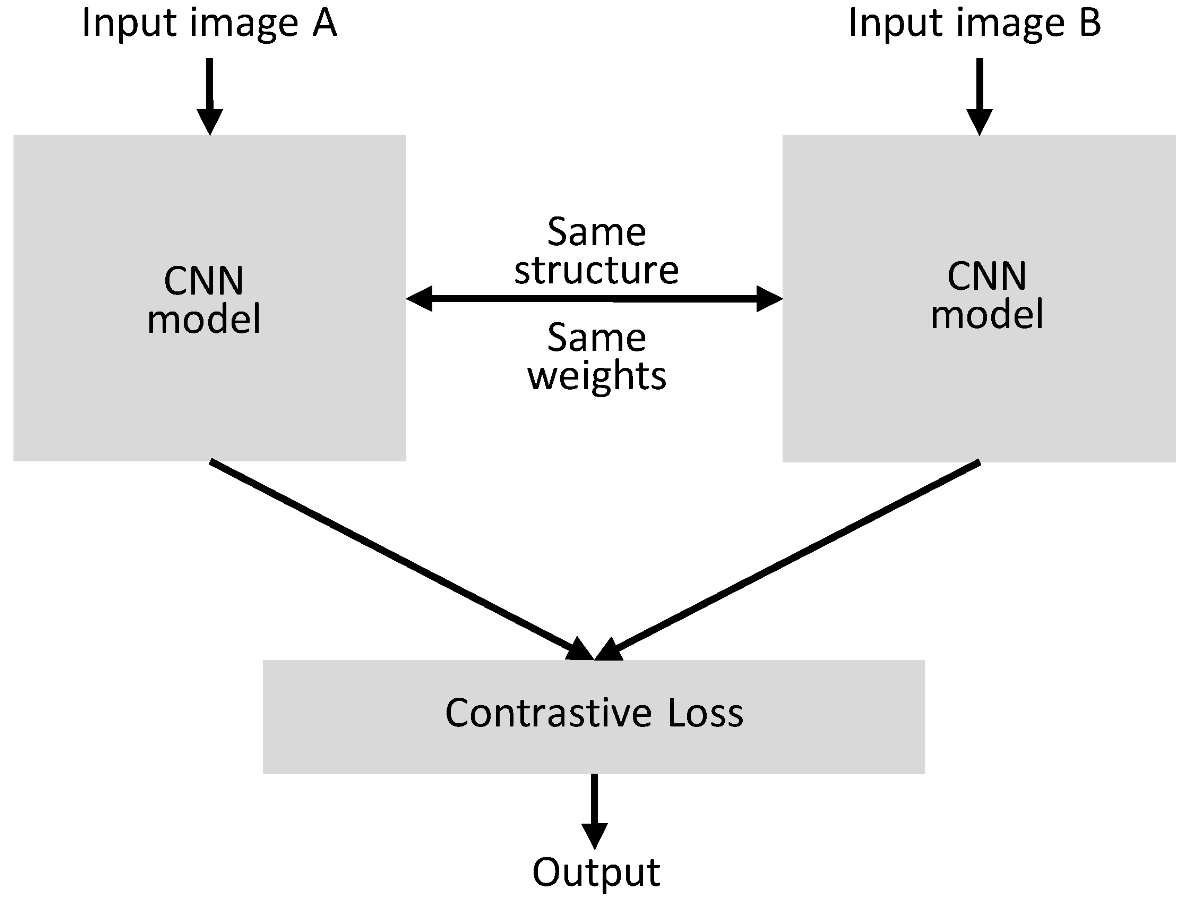 Input image A
Input image B
CNN
model
Same
structure
Same
weights
CNN
model
Contrastive Loss
Output